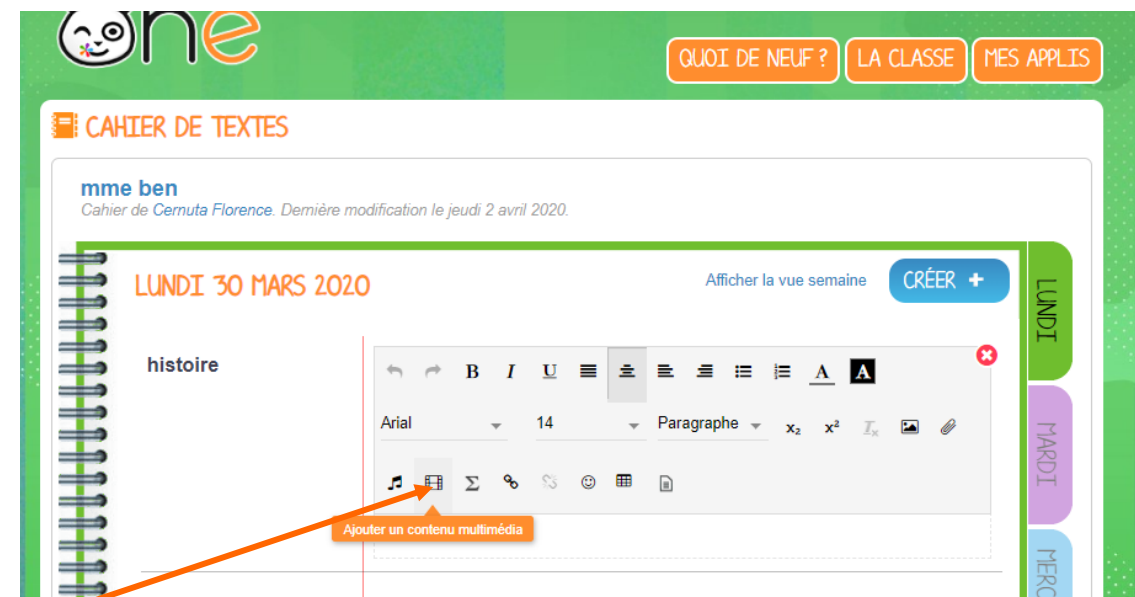 One
QUOI DE NEUF ? LA CLASSE MES APPLIS
CAHIER DE TEXTES
mme ben
Cahier de Cernuta Florence. Dernière modification le jeudi 2 avril 2020.
LUNDI 30 MARS 2020
Afficher la vue semaine CRÉER +
LUNDI
histoire
B I U A A
Arial 14 Paragraphe x₂ x² Tx
Σ
MARDI
Ajouter un contenu multimédia
MERC